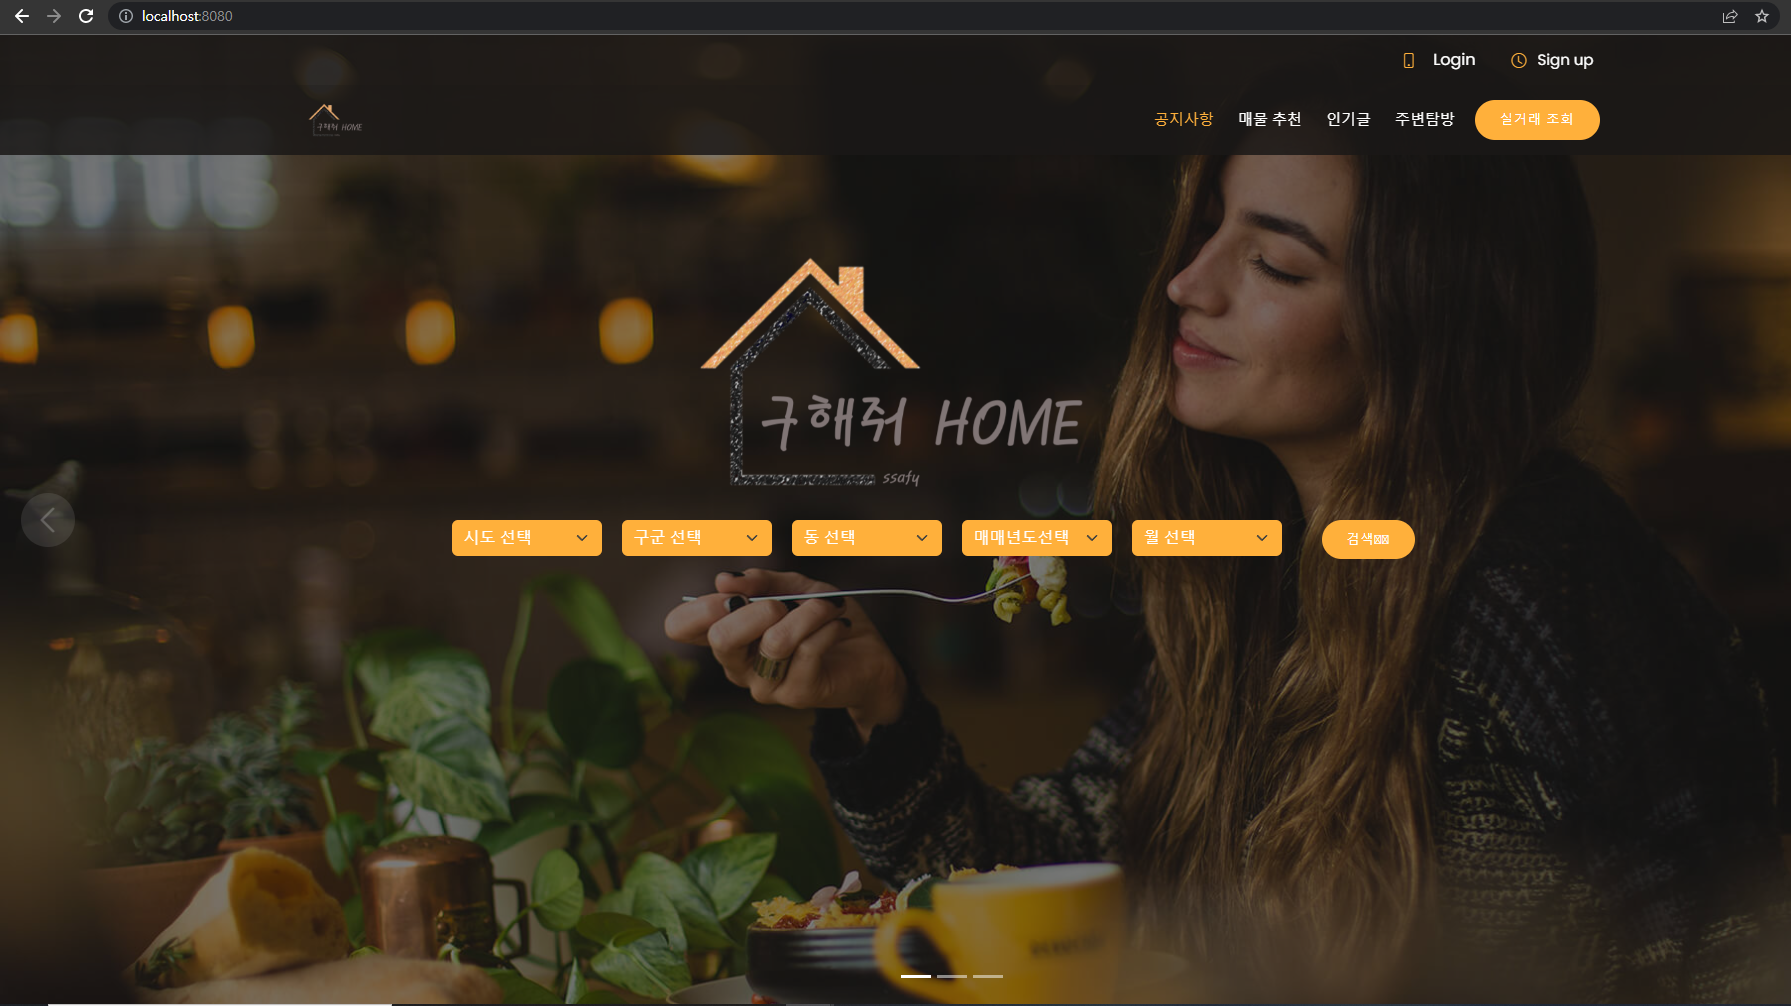 localhost:8080
Login
Sign up
구해줘 HOME
공지사항
매물 추천
인기글
주변탐방
실거래 조회
구해줘 HOME
ssafy
시도 선택
구군 선택
동 선택
매매년도선택
월 선택
검색